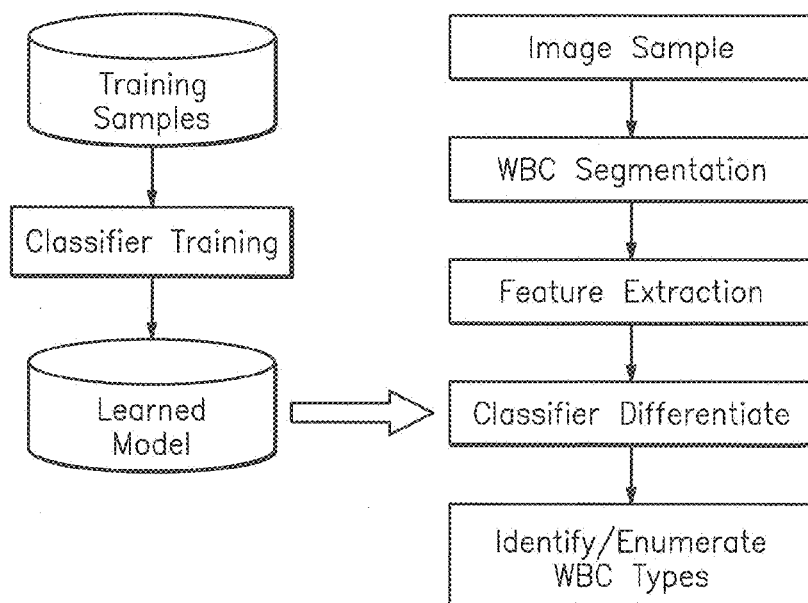 Training
Samples
Classifier Training
Learned
Model
Image Sample
WBC Segmentation
Feature Extraction
Classifier Differentiate
Identify/Enumerate
WBC Types